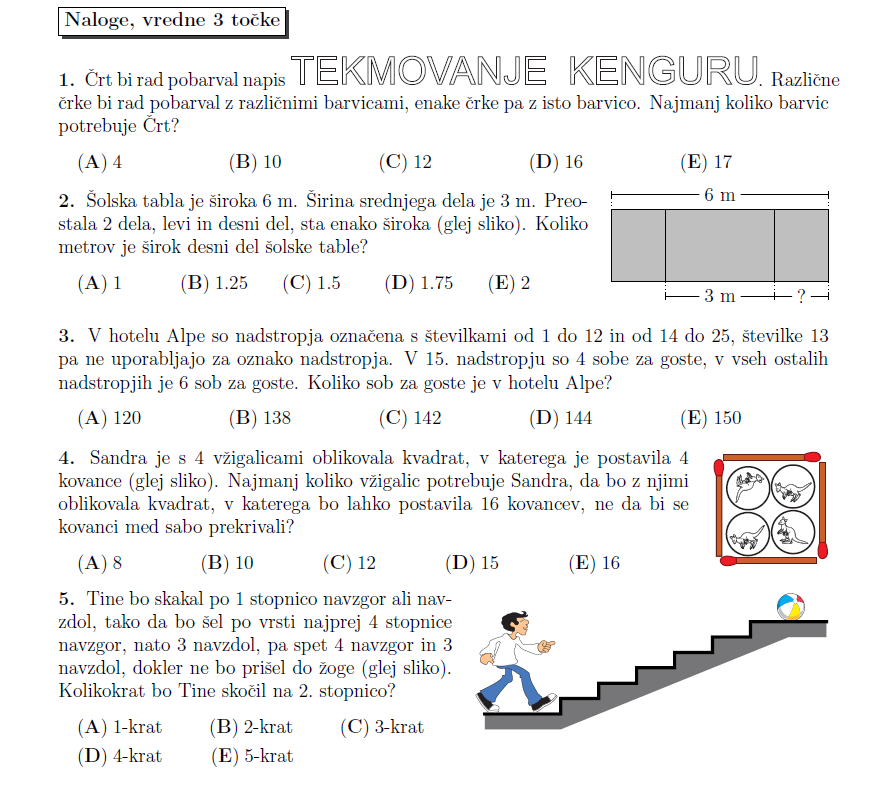 Naloge, vredne 3 točke
1. Črt bi rad pobarval napis TEKMOVANJE KENGURU. Različne
črke bi rad pobarval z različnimi barvicami, enake črke pa z isto barvico. Najmanj koliko barvic
potrebuje Črt?
(A) 4 (B) 10 (C) 12 (D) 16 (E) 17
2. Šolska tabla je široka 6 m. Širina srednjega dela je 3 m. Preo-
stala 2 dela, levi in desni del, sta enako široka (glej sliko). Koliko
metrov je širok desni del šolske table?
(A) 1 (B) 1.25 (C) 1.5 (D) 1.75 (E) 2
6 m
3 m ?
3. V hotelu Alpe so nadstropja označena s številkami od 1 do 12 in od 14 do 25, številke 13
pa ne uporabljajo za oznako nadstropja. V 15. nadstropju so 4 sobe za goste, v vseh ostalih
nadstropjih je 6 sob za goste. Koliko sob za goste je v hotelu Alpe?
(A) 120 (B) 138 (C) 142 (D) 144 (E) 150
4. Sandra je s 4 vžigalicami oblikovala kvadrat, v katerega je postavila 4
kovance (glej sliko). Najmanj koliko vžigalic potrebuje Sandra, da bo z njimi
oblikovala kvadrat, v katerega bo lahko postavila 16 kovancev, ne da bi se
kovanci med sabo prekrivali?
(A) 8 (B) 10 (C) 12 (D) 15 (E) 16
5. Tine bo skakal po 1 stopnico navzgor ali nav-
zdol, tako da bo šel po vrsti najprej 4 stopnice
navzgor, nato 3 navzdol, pa spet 4 navzgor in 3
navzdol, dokler ne bo prišel do žoge (glej sliko).
Kolikokrat bo Tine skočil na 2. stopnico?
(A) 1-krat (B) 2-krat (C) 3-krat
(D) 4-krat (E) 5-krat